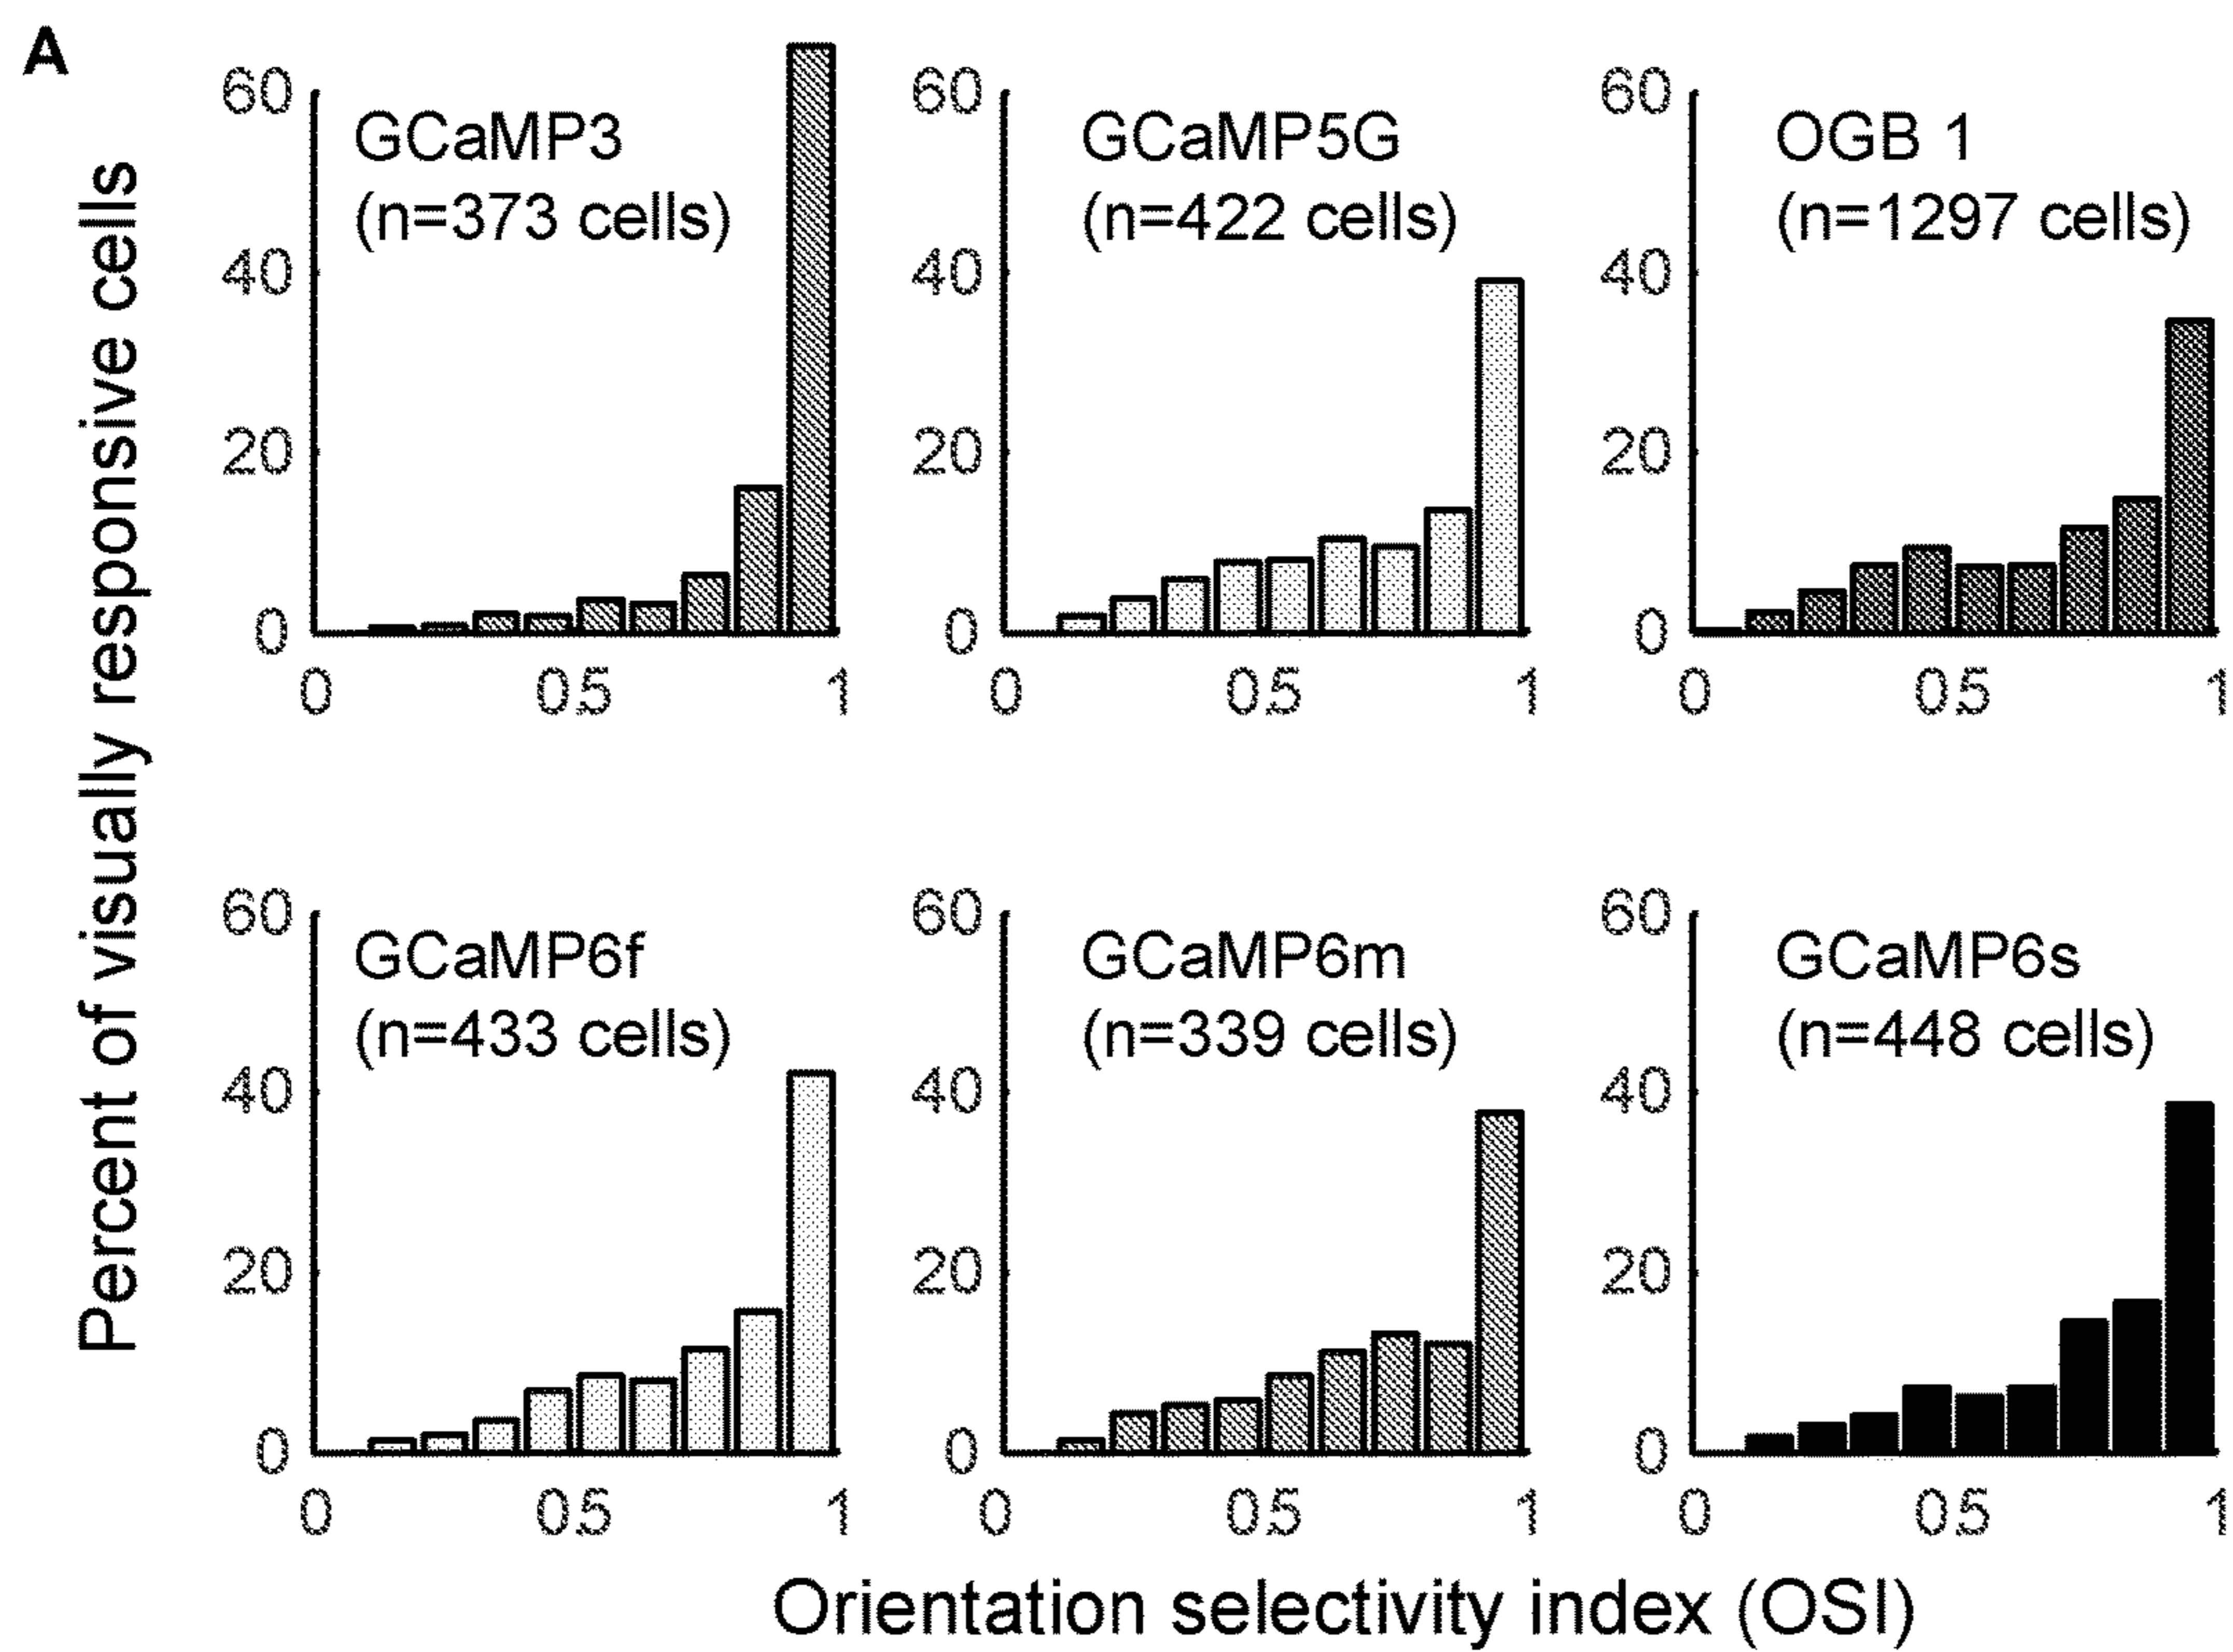 A
Percent of visually responsive cells
60
40
20
0
0
0.5
1
GCaMP3
(n=373 cells)
60
40
20
0
0
0.5
1
GCaMP5G
(n=422 cells)
60
40
20
0
0
0.5
1
OGB 1
(n=1297 cells)
60
40
20
0
0
0.5
1
GCaMP6f
(n=433 cells)
60
40
20
0
0
0.5
1
GCaMP6m
(n=339 cells)
60
40
20
0
0
0.5
1
GCaMP6s
(n=448 cells)
Orientation selectivity index (OSI)